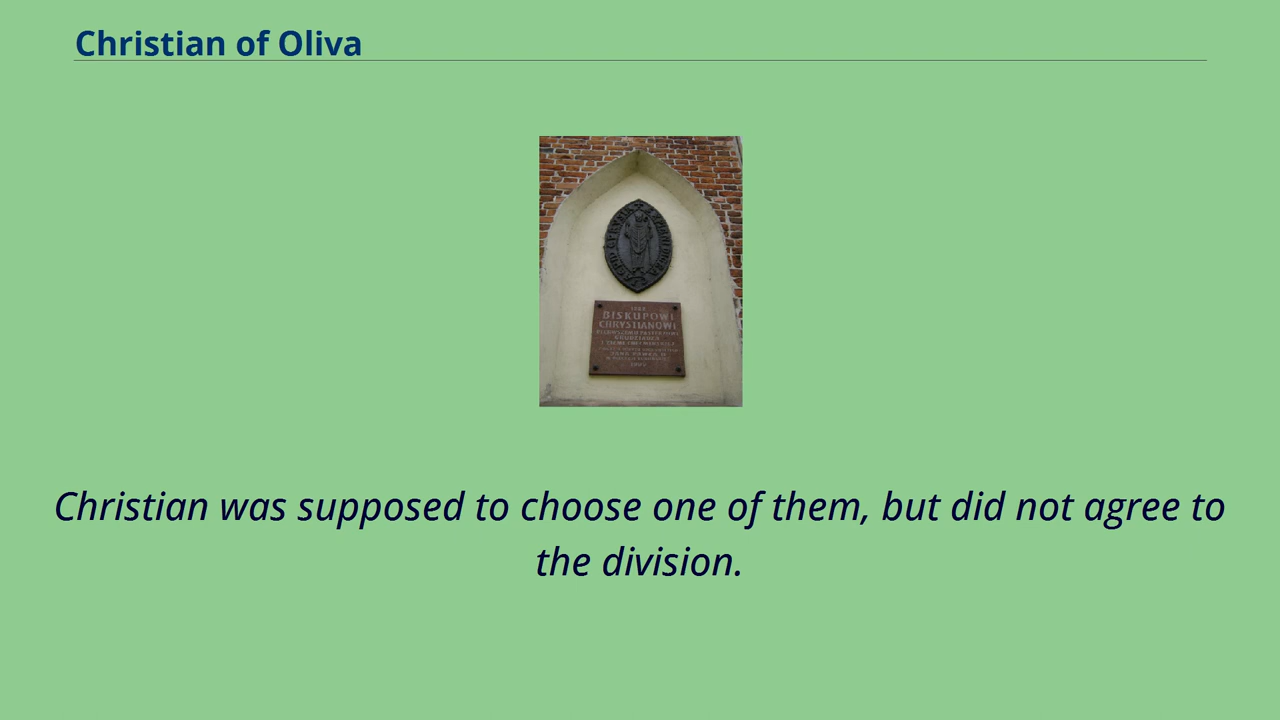 Christian of Oliva
BISKUPOWI
CHRYSTIANOWI
Christian was supposed to choose one of them, but did not agree to
the division.